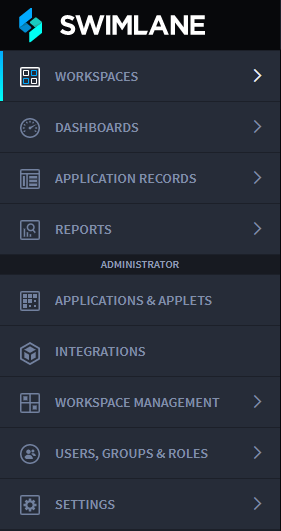 SWIMLANE
WORKSPACES
DASHBOARDS
APPLICATION RECORDS
REPORTS
ADMINISTRATOR
APPLICATIONS & APPLETS
INTEGRATIONS
WORKSPACE MANAGEMENT
USERS, GROUPS & ROLES
SETTINGS